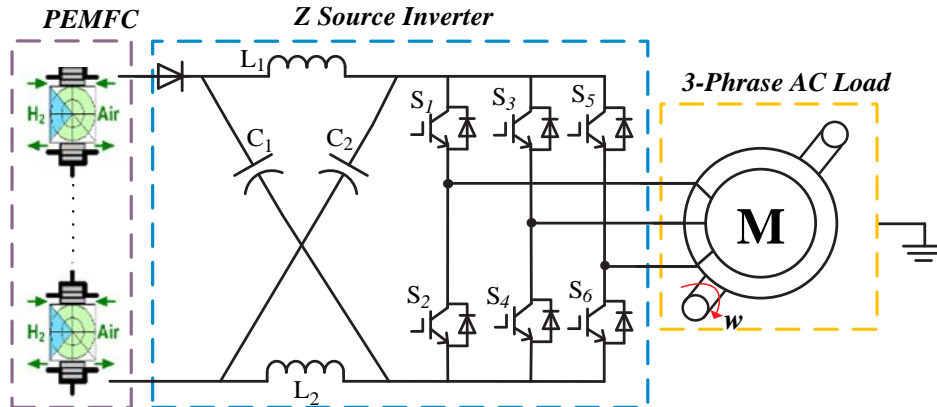 PEMFC
Z Source Inverter
3-Phrase AC Load
L1
S1
S3
S5
H2 Air
C1
C2
M
S2
S4
S6
H2 Air
w
L2